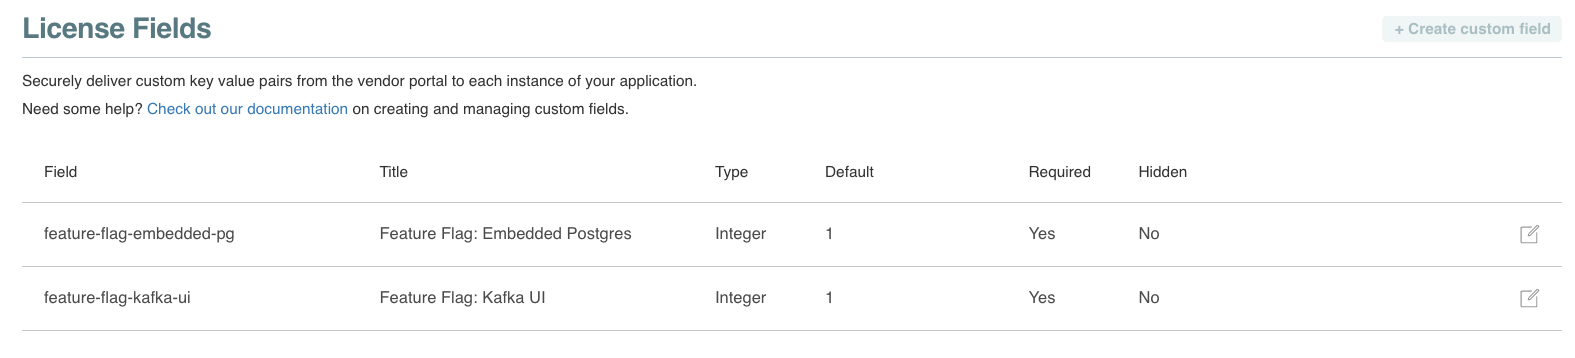 License Fields
+ Create custom field
Securely deliver custom key value pairs from the vendor portal to each instance of your application.
Need some help? Check out our documentation on creating and managing custom fields.
Field Title Type Default Required Hidden
feature-flag-embedded-pg Feature Flag: Embedded Postgres Integer 1 Yes No
feature-flag-kafka-ui Feature Flag: Kafka UI Integer 1 Yes No